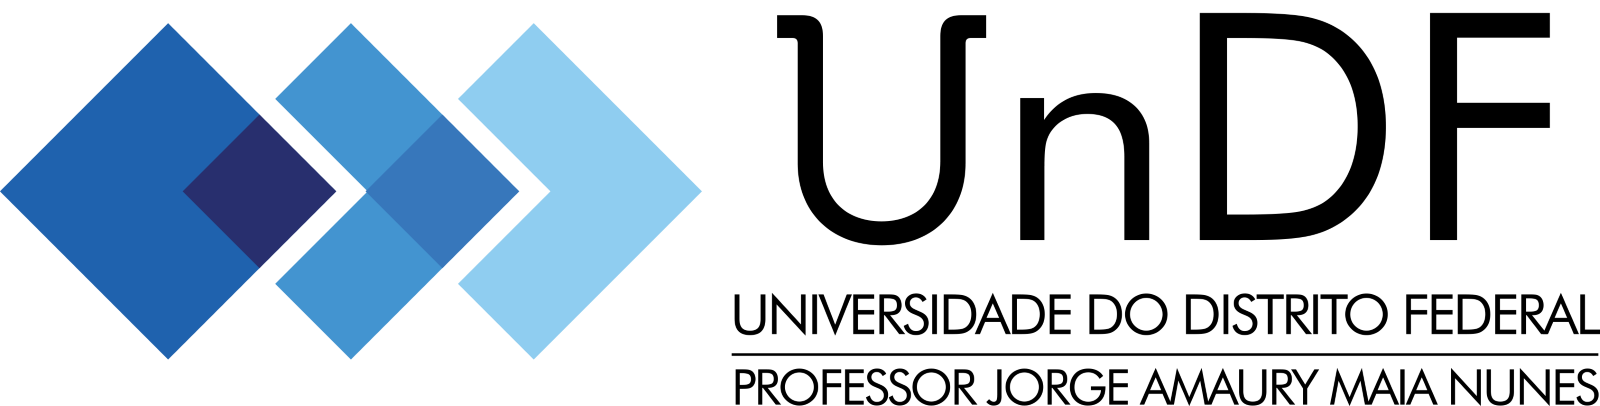 UnDF
UNIVERSIDADE DO DISTRITO FEDERAL
PROFESSOR JORGE AMAURY MAIA NUNES